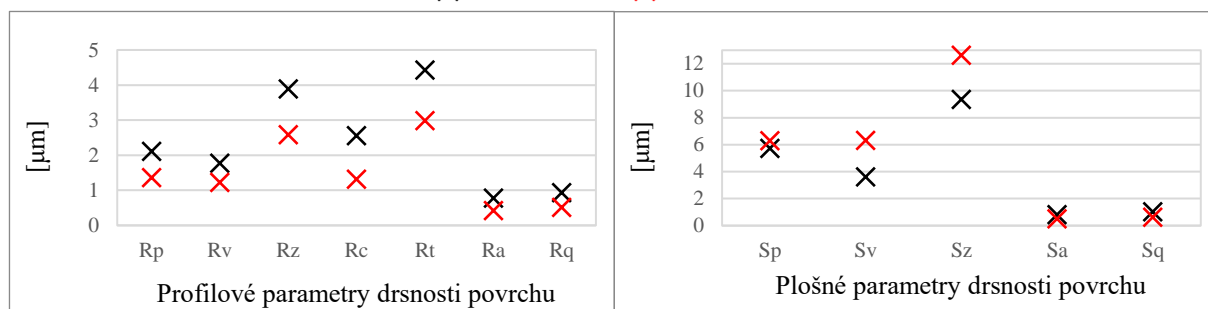 5
4
3
2
1
0
[µm]
Rp Rv Rz Rc Rt Ra Rq
Profilové parametry drsnosti povrchu
12
10
8
6
4
2
0
[µm]
Sp Sv Sz Sa Sq
Plošné parametry drsnosti povrchu